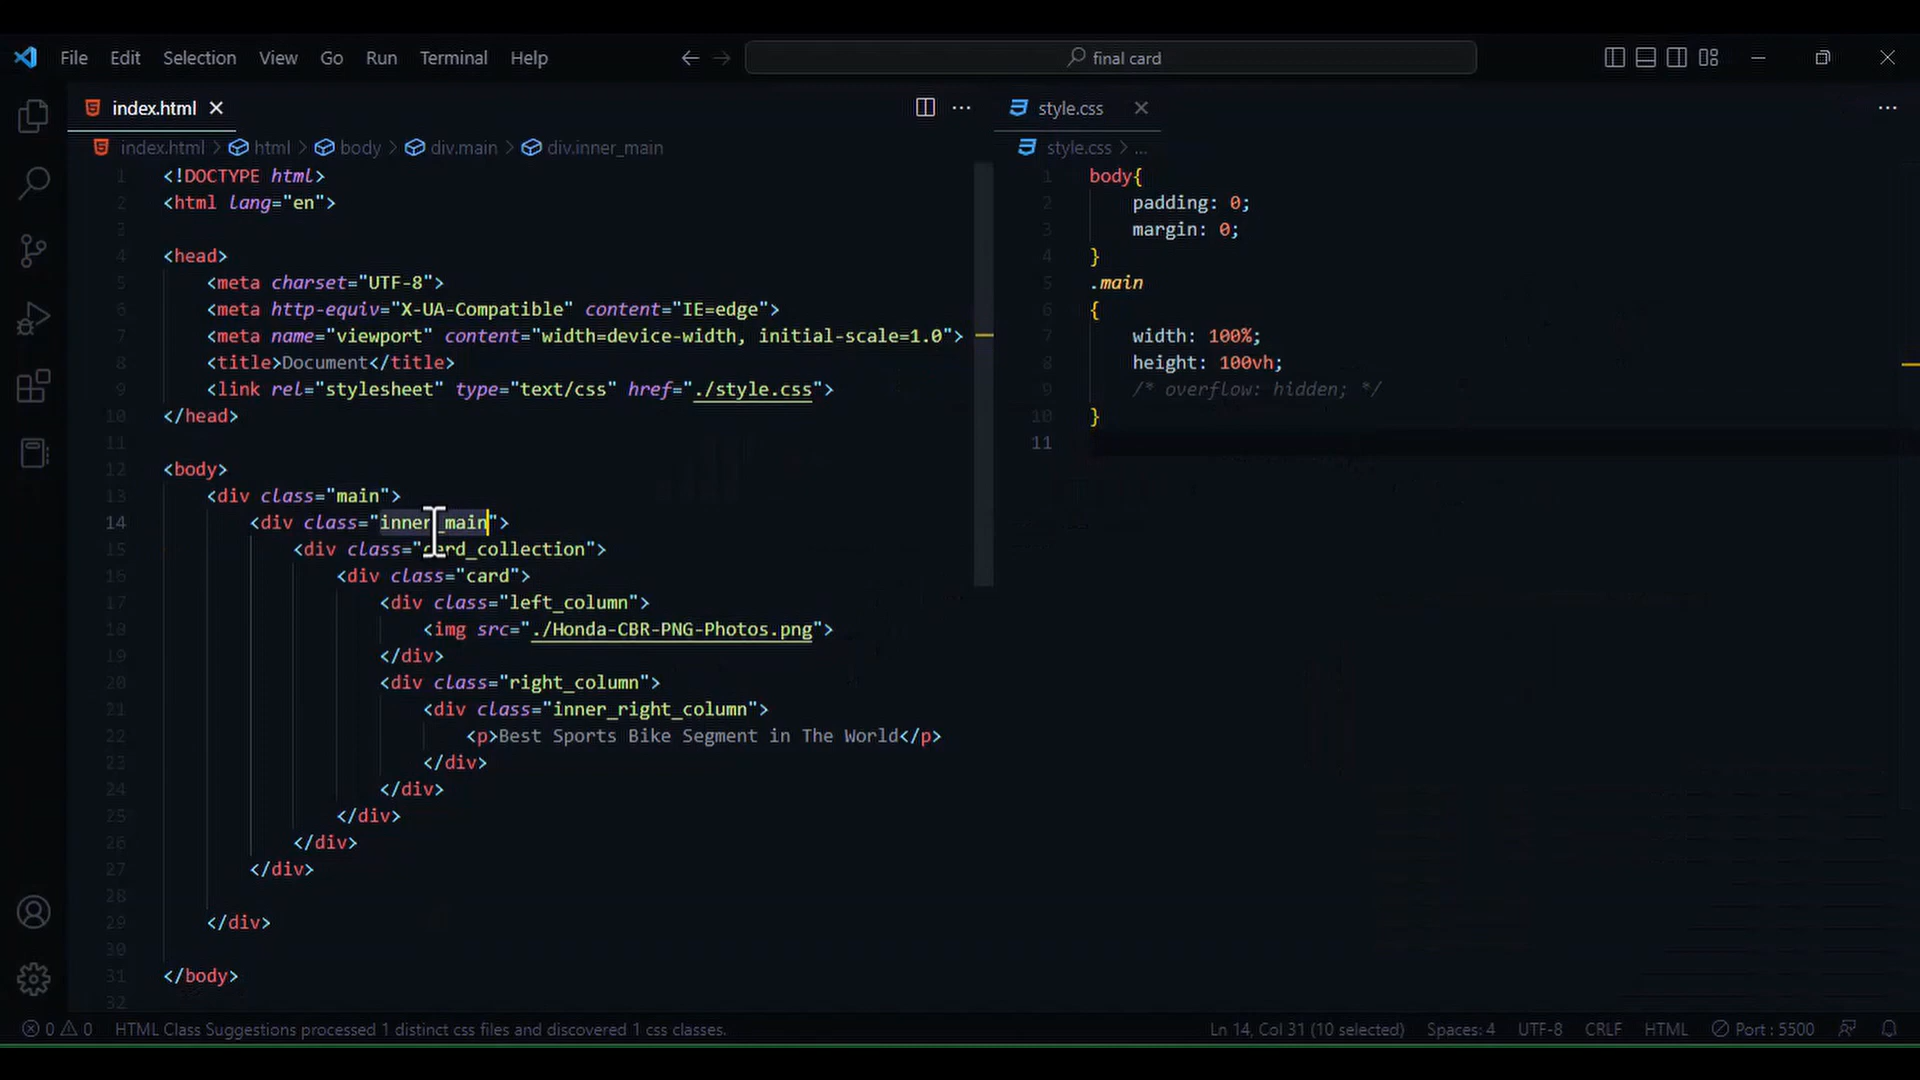 File Edit Selection View Go Run Terminal Help final card
index.html
index.html > html > body > div.main > div.inner_main
1 <!DOCTYPE html>
2 <html lang="en">
3
4 <head>
5 <meta charset="UTF-8">
6 <meta http-equiv="X-UA-Compatible" content="IE=edge">
7 <meta name="viewport" content="width=device-width, initial-scale=1.0">
8 <title>Document</title>
9 <link rel="stylesheet" type="text/css" href="./style.css">
10 </head>
11
12 <body>
13 <div class="main">
14 <div class="inner_main">
15 <div class="card_collection">
16 <div class="card">
17 <div class="left_column">
18 <img src="./Honda-CBR-PNG-Photos.png">
19 </div>
20 <div class="right_column">
21 <div class="inner_right_column">
22 <p>Best Sports Bike Segment in The World</p>
23 </div>
24 </div>
25 </div>
26 </div>
27 </div>
28
29 </div>
30
31 </body>
32
style.css
style.css > ...
1 body{
2 padding: 0;
3 margin: 0;
4 }
5 .main
6 {
7 width: 100%;
8 height: 100vh;
9 /* overflow: hidden; */
10 }
11
0 0 HTML Class Suggestions processed 1 distinct css files and discovered 1 css classes. Ln 14, Col 31 (10 selected) Spaces: 4 UTF-8 CRLF HTML Port : 5500